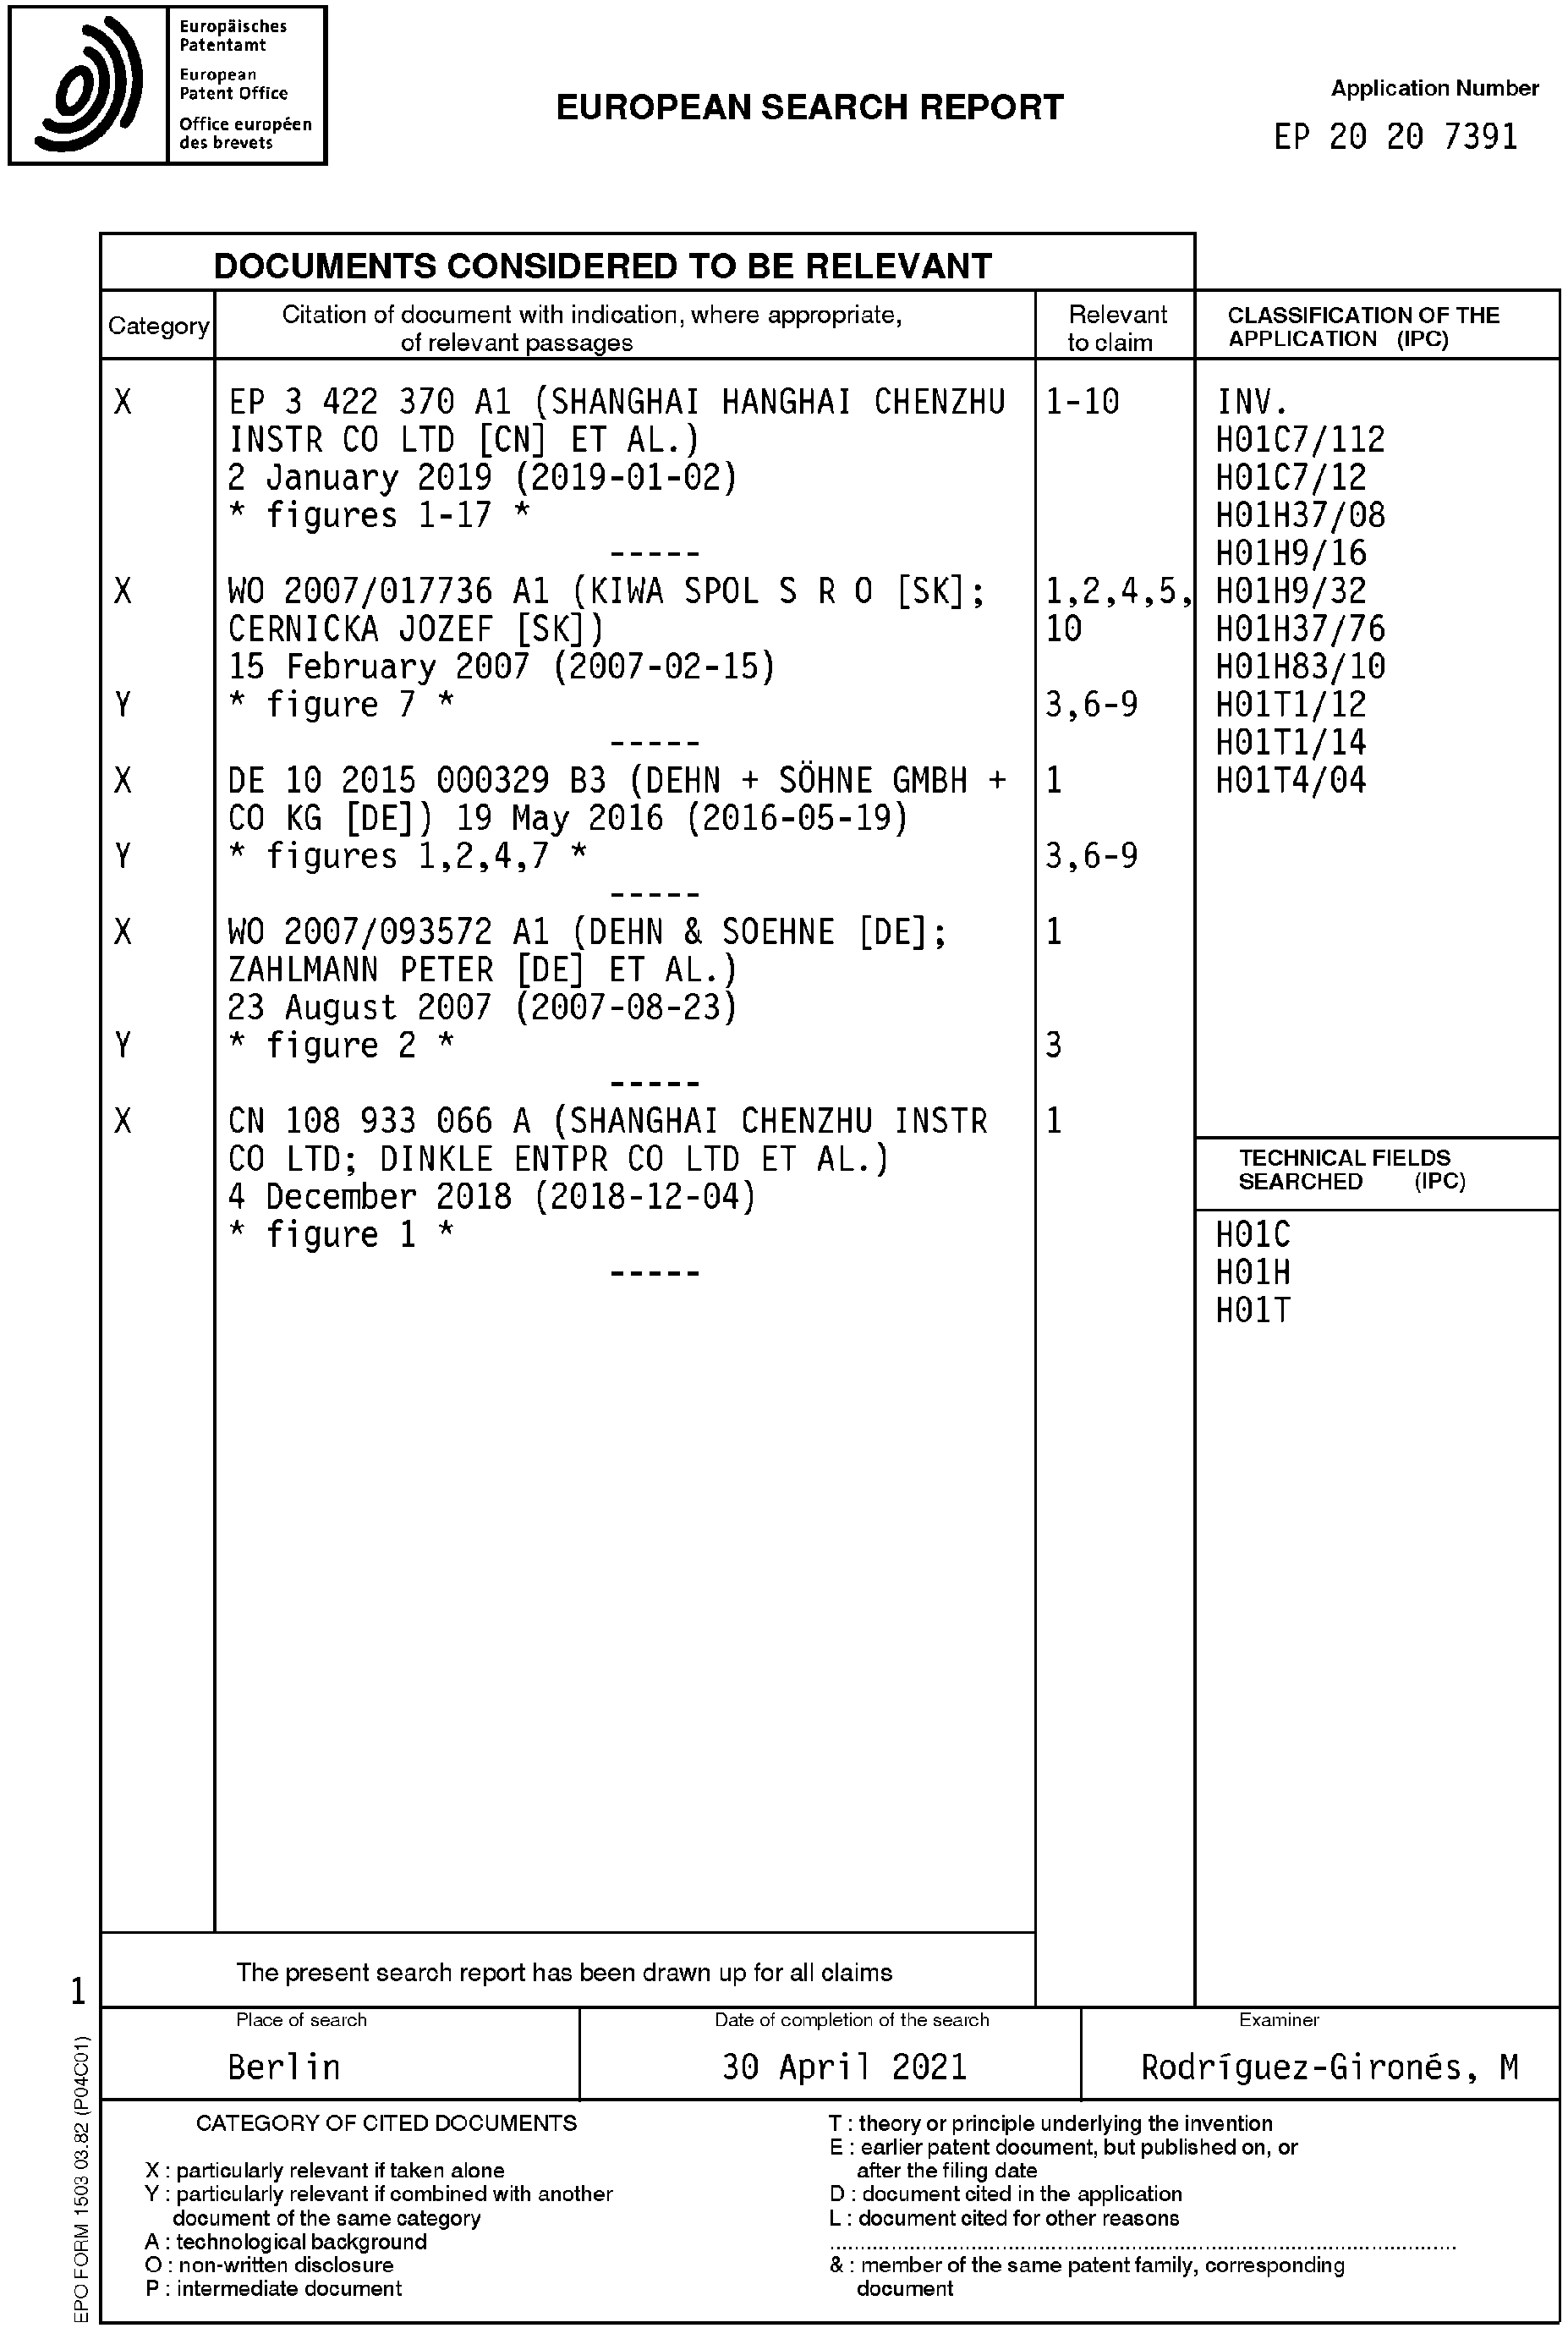 Europäisches
Patentamt
European
Patent Office
Office européen
des brevets
EUROPEAN SEARCH REPORT
Application Number
EP 20 20 7391
DOCUMENTS CONSIDERED TO BE RELEVANT
Category
Citation of document with indication, where appropriate,
of relevant passages
Relevant
to claim
CLASSIFICATION OF THE
APPLICATION (IPC)
X
EP 3 422 370 A1 (SHANGHAI HANGHAI CHENZHU
INSTR CO LTD [CN] ET AL.)
2 January 2019 (2019-01-02)
* figures 1-17 *
1-10
-----
X
WO 2007/017736 A1 (KIWA SPOL S R O [SK];
CERNICKA JOZEF [SK])
15 February 2007 (2007-02-15)
1,2,4,5,
10
Y
* figure 7 *
3,6-9
-----
X
DE 10 2015 000329 B3 (DEHN + SÖHNE GMBH +
CO KG [DE]) 19 May 2016 (2016-05-19)
1
Y
* figures 1,2,4,7 *
3,6-9
-----
X
WO 2007/093572 A1 (DEHN & SOEHNE [DE];
ZAHLMANN PETER [DE] ET AL.)
23 August 2007 (2007-08-23)
1
Y
* figure 2 *
3
-----
X
CN 108 933 066 A (SHANGHAI CHENZHU INSTR
CO LTD; DINKLE ENTPR CO LTD ET AL.)
4 December 2018 (2018-12-04)
* figure 1 *
1
-----
INV.
H01C7/112
H01C7/12
H01H37/08
H01H9/16
H01H9/32
H01H37/76
H01H83/10
H01T1/12
H01T1/14
H01T4/04
TECHNICAL FIELDS
SEARCHED (IPC)
H01C
H01H
H01T
The present search report has been drawn up for all claims
1
Place of search
Berlin
Date of completion of the search
30 April 2021
Examiner
Rodríguez-Gironés, M
CATEGORY OF CITED DOCUMENTS
X : particularly relevant if taken alone
Y : particularly relevant if combined with another
document of the same category
A : technological background
O : non-written disclosure
P : intermediate document
T : theory or principle underlying the invention
E : earlier patent document, but published on, or
after the filing date
D : document cited in the application
L : document cited for other reasons
& : member of the same patent family, corresponding
document
EPO FORM 1503 03.82 (P04C01)